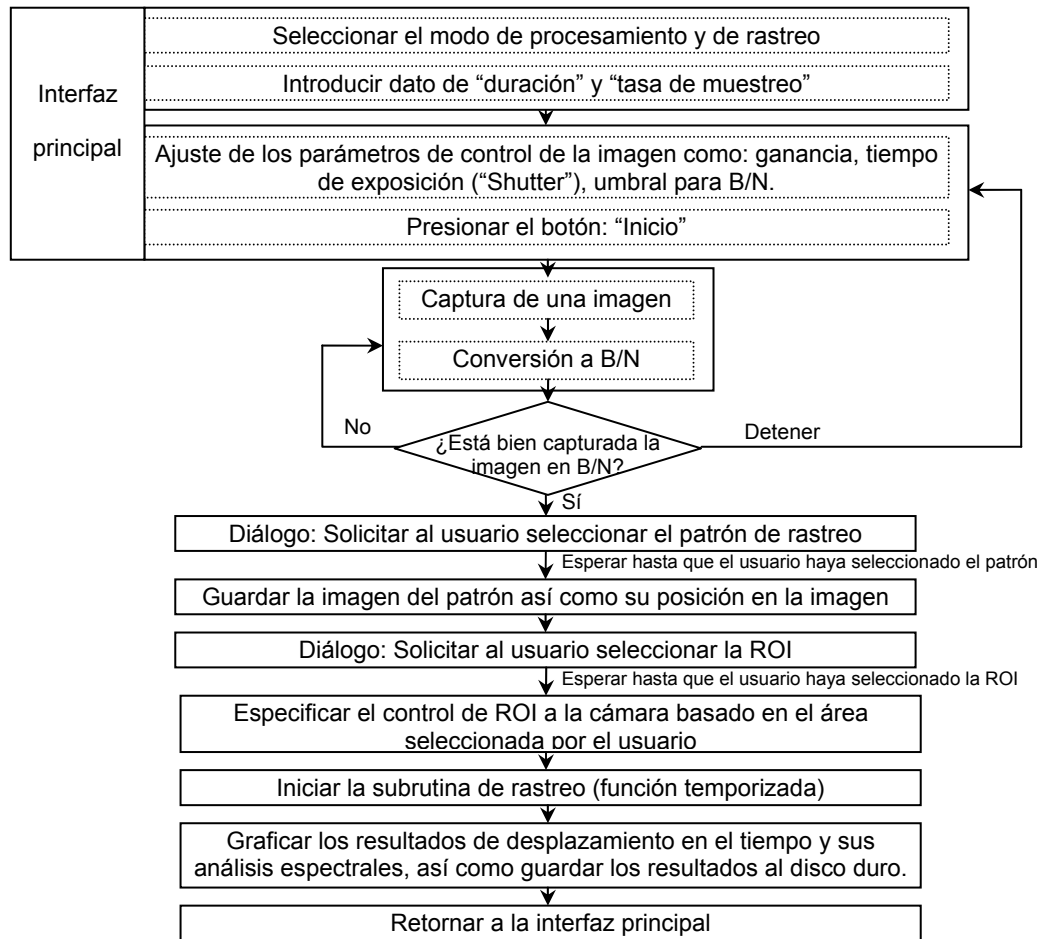 Interfaz
principal
Seleccionar el modo de procesamiento y de rastreo
Introducir dato de “duración” y “tasa de muestreo”
Ajuste de los parámetros de control de la imagen como: ganancia, tiempo
de exposición (“Shutter”), umbral para B/N.
Presionar el botón: “Inicio”
Captura de una imagen
Conversión a B/N
¿Está bien capturada la
imagen en B/N?
No
Detener
Sí
Diálogo: Solicitar al usuario seleccionar el patrón de rastreo
Esperar hasta que el usuario haya seleccionado el patrón
Guardar la imagen del patrón así como su posición en la imagen
Diálogo: Solicitar al usuario seleccionar la ROI
Esperar hasta que el usuario haya seleccionado la ROI
Especificar el control de ROI a la cámara basado en el área
seleccionada por el usuario
Iniciar la subrutina de rastreo (función temporizada)
Graficar los resultados de desplazamiento en el tiempo y sus
análisis espectrales, así como guardar los resultados al disco duro.
Retornar a la interfaz principal